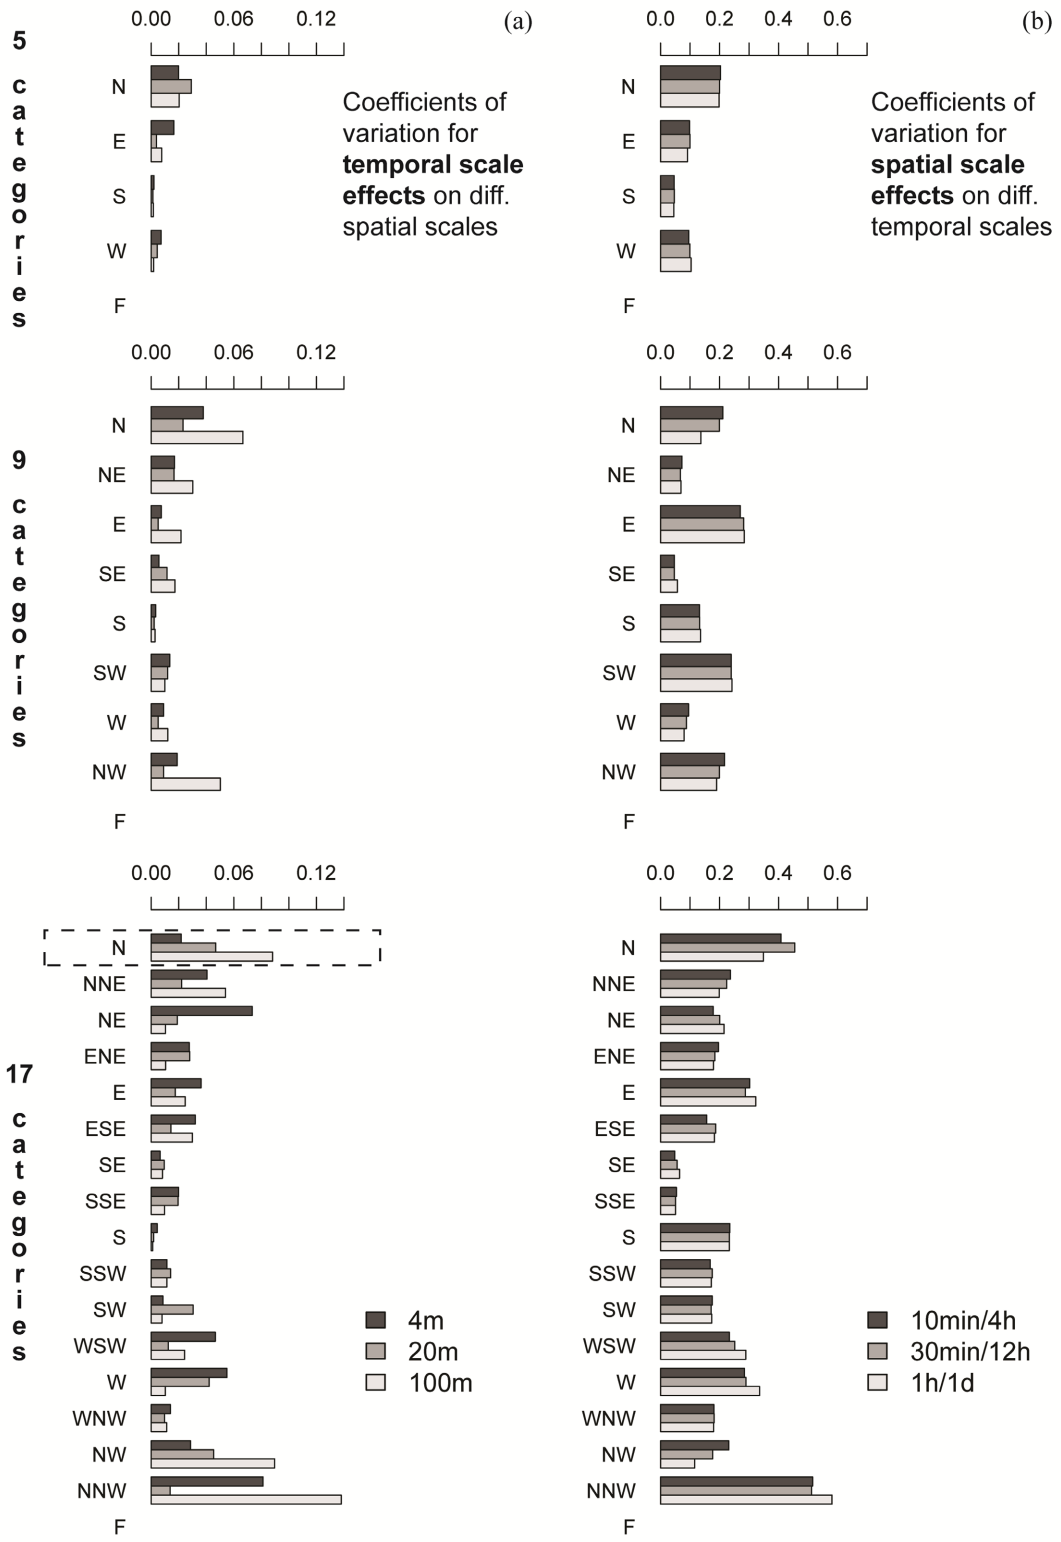 0.00 0.06 0.12 (a)
0.0 0.2 0.4 0.6 (b)
5 categories
N
E
S
W
F
Coefficients of
variation for
temporal scale
effects on diff.
spatial scales
N
E
S
W
F
Coefficients of
variation for
spatial scale
effects on diff.
temporal scales
0.00 0.06 0.12
0.0 0.2 0.4 0.6
9 categories
N
NE
E
SE
S
SW
W
NW
F
N
NE
E
SE
S
SW
W
NW
F
0.00 0.06 0.12
0.0 0.2 0.4 0.6
17 categories
N
NNE
NE
ENE
E
ESE
SE
SSE
S
SSW
SW
WSW
W
WNW
NW
NNW
F
4m
20m
100m
N
NNE
NE
ENE
E
ESE
SE
SSE
S
SSW
SW
WSW
W
WNW
NW
NNW
F
10min/4h
30min/12h
1h/1d